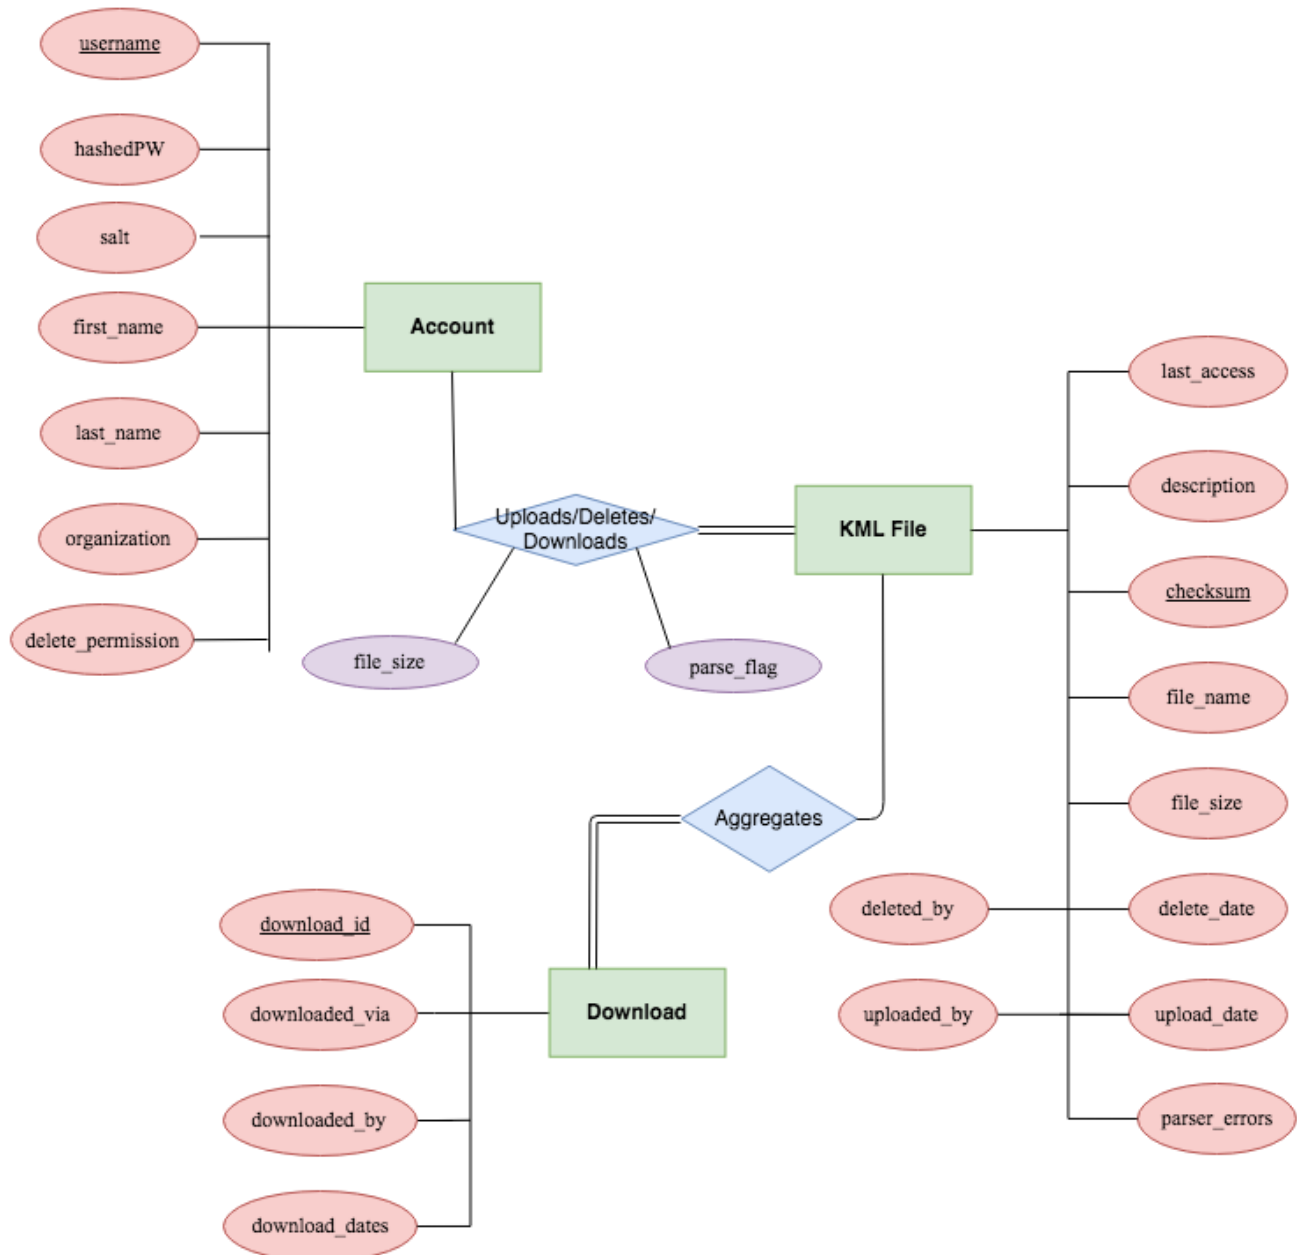 username
hashedPW
salt
first_name
last_name
organization
delete_permission
Account
Uploads/Deletes/
Downloads
file_size
parse_flag
KML File
last_access
description
checksum
file_name
file_size
deleted_by
delete_date
uploaded_by
upload_date
parser_errors
Aggregates
download_id
downloaded_via
downloaded_by
download_dates
Download